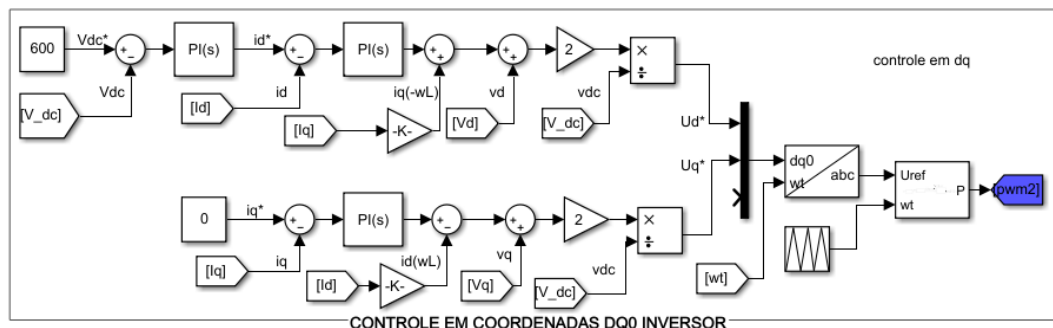 600
Vdc*
PI(s)
id*
PI(s)
2
×
÷
controle em dq
Vdc
[V_dc]
[Id]
id
iq(-wL)
[Iq]
-K-
vd
[Vd]
vdc
[V_dc]
Ud*
Uq*
dq0
wt
abc
Uref
wt
P
[pwm2]
0
iq*
PI(s)
2
×
÷
[Iq]
iq
id(wL)
[Id]
-K-
vq
[Vq]
vdc
[V_dc]
[wt]
CONTROLE EM COORDENADAS DQ0 INVERSOR